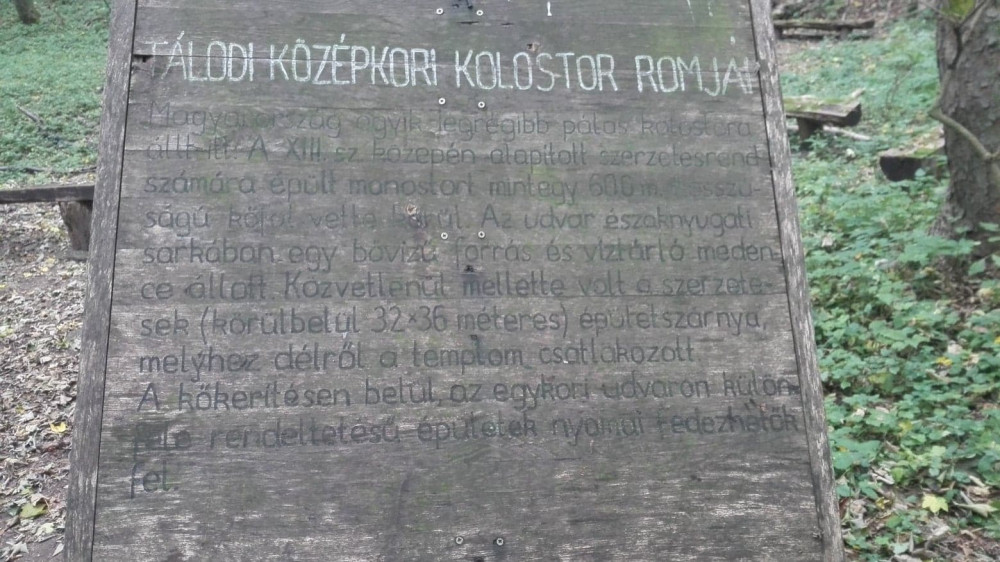 TÁLODI KÖZÉPKORI KOLOSTOR ROMJAI
Magyarország egyik legrégibb pálos kolostora
állt itt. A XIII. sz közepén alapított szerzetesrend
számára épült monostort mintegy 600 m
ságú kőfal vette körül. Az udvar északnyugati
sarkában egy bővizű forrás és víztárló meden-
ce állott. Közvetlenül mellette volt a szerzete-
sek (körülbelül 32×36 méteres) épületszárnya,
melyhez délről a templom csatlakozott
A kőkerítésen belül, az egykori udvaron külön-
rendeltetésű épületek nyomai fedezhetők
fel.